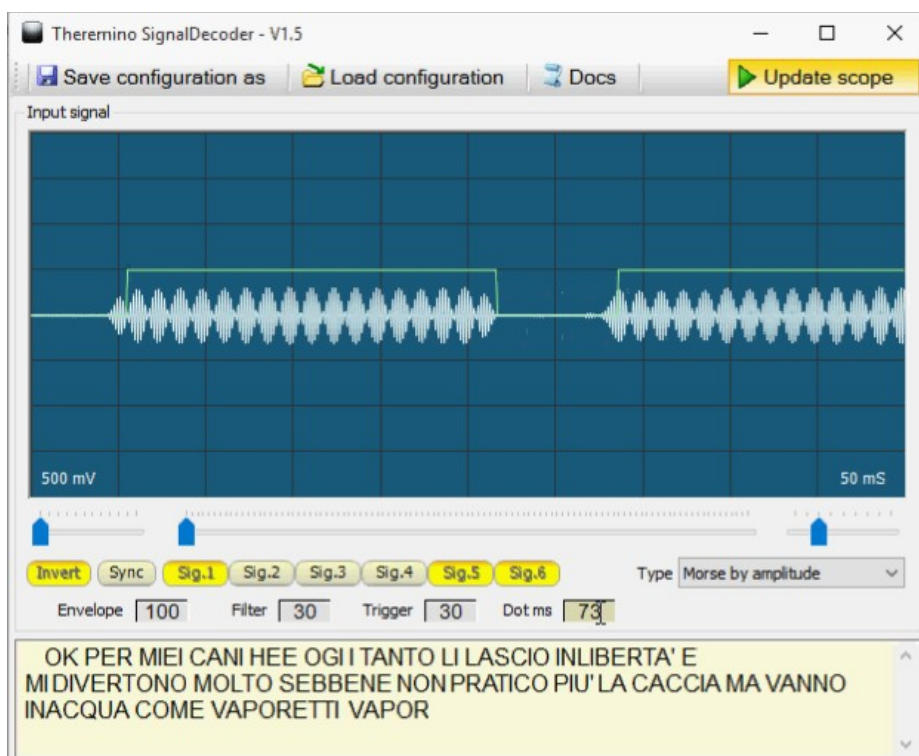 Theremino SignalDecoder - V1.5
Save configuration as Load configuration Docs Update scope
Input signal
500 mV 50 mS
Invert Sync Sig.1 Sig.2 Sig.3 Sig.4 Sig.5 Sig.6 Type Morse by amplitude
Envelope 100 Filter 30 Trigger 30 Dot ms 73
OK PER MIEI CANI HEE OGI I TANTO LI LASCIO INLIBERTA' E
MI DIVERTONO MOLTO SEBBENE NON PRATICO PIU' LA CACCIA MA VANNO
INACQUA COME VAPORETTI VAPOR